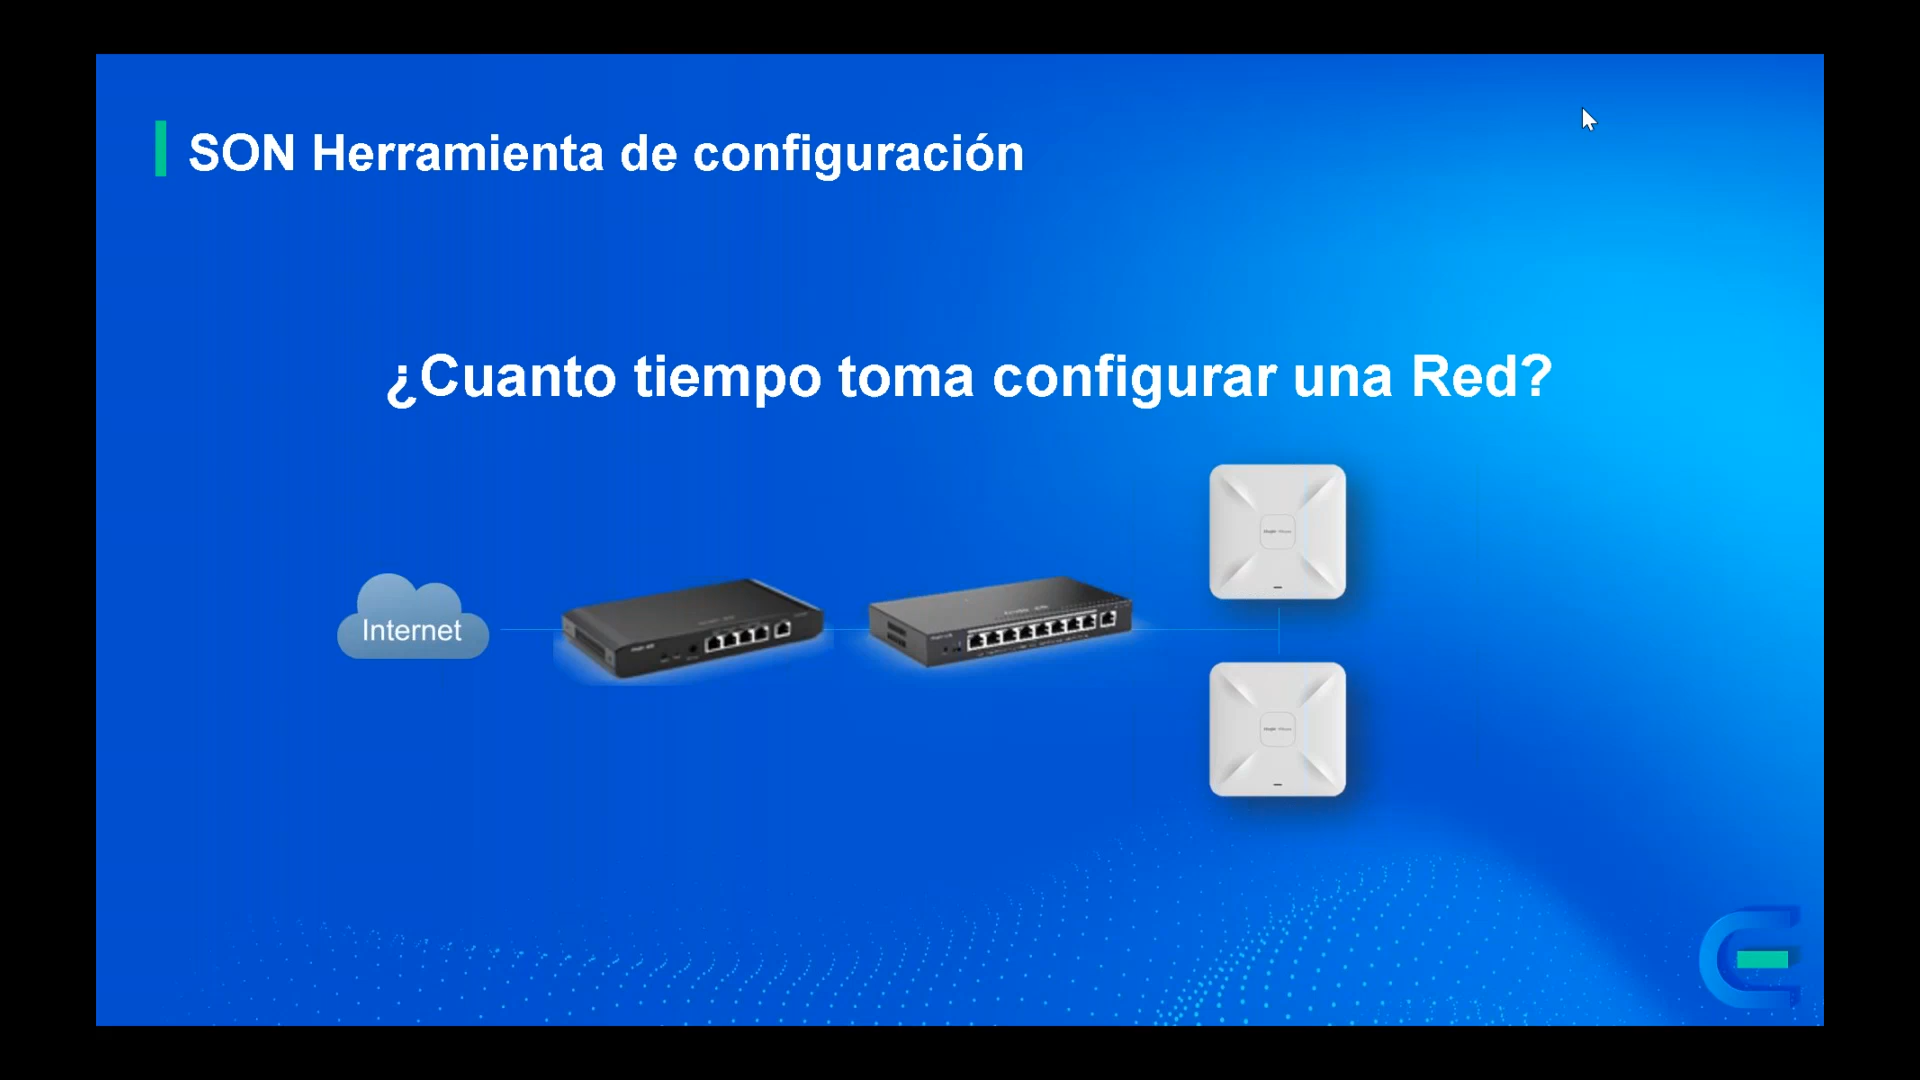 SON Herramienta de configuración
¿Cuanto tiempo toma configurar una Red?
Internet